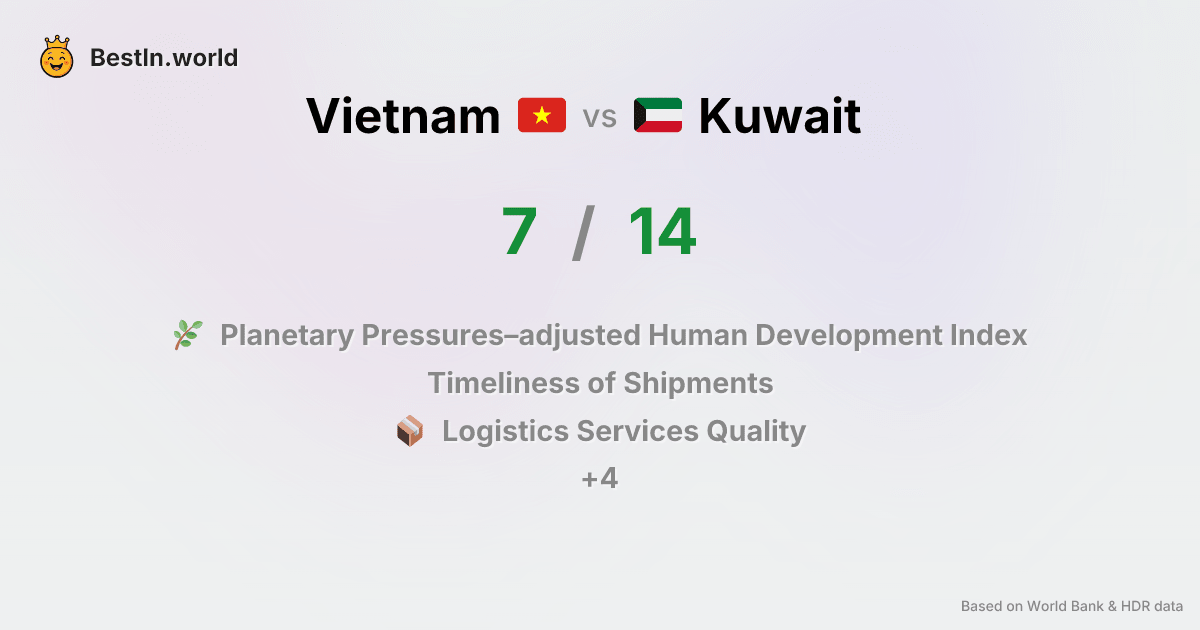 BestIn.world
Vietnam vs Kuwait
7 / 14
Planetary Pressures–adjusted Human Development Index
Timeliness of Shipments
Logistics Services Quality
+4
Based on World Bank & HDR data